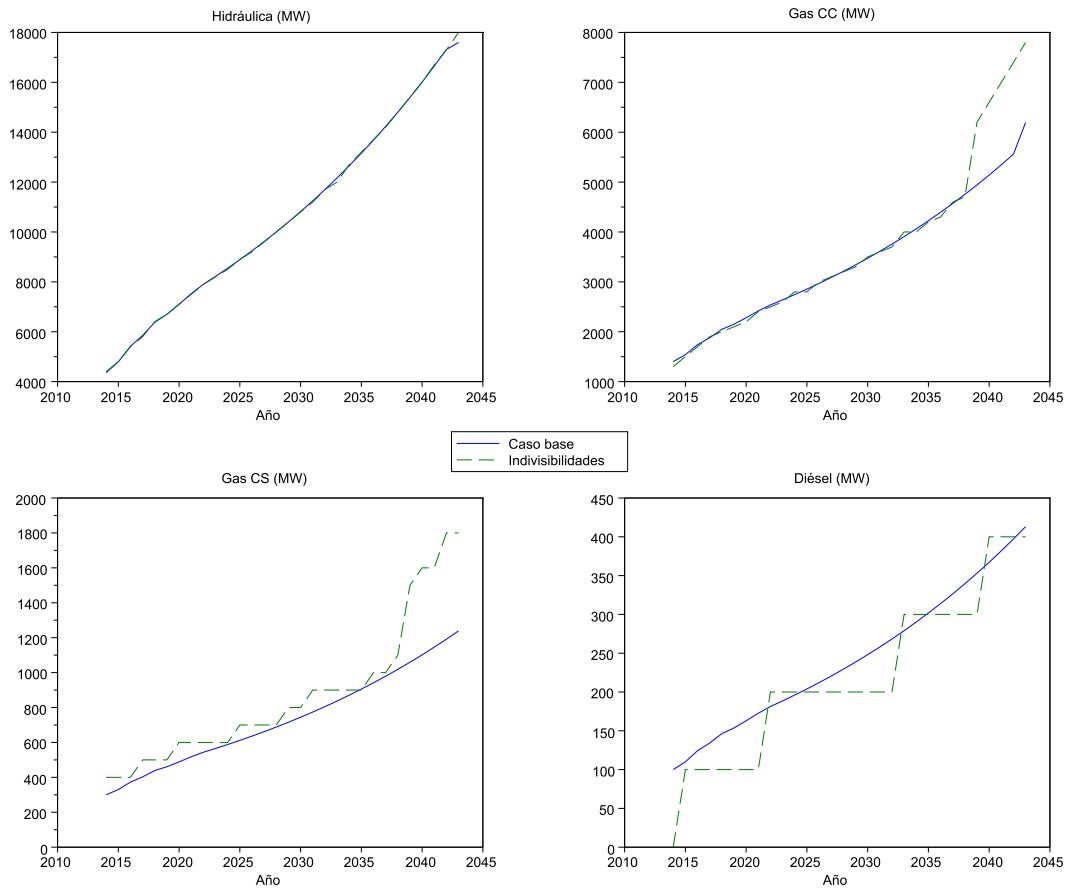 Hidráulica (MW)
18000
16000
14000
12000
10000
8000
6000
4000
2010 2015 2020 2025 2030 2035 2040 2045
Año
Gas CC (MW)
8000
7000
6000
5000
4000
3000
2000
1000
2010 2015 2020 2025 2030 2035 2040 2045
Año
Caso base
Indivisibilidades
Gas CS (MW)
2000
1800
1600
1400
1200
1000
800
600
400
200
0
2010 2015 2020 2025 2030 2035 2040 2045
Año
Diésel (MW)
450
400
350
300
250
200
150
100
50
0
2010 2015 2020 2025 2030 2035 2040 2045
Año